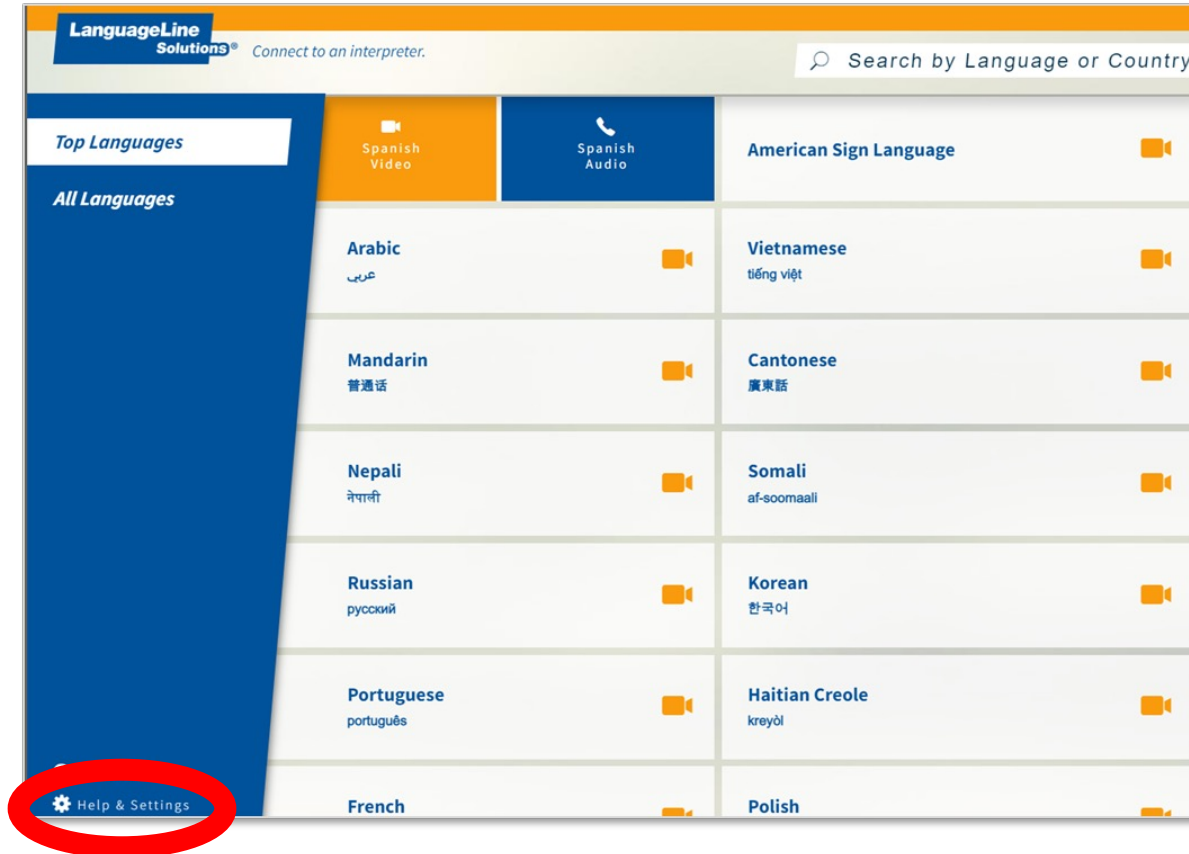 LanguageLine
Solutions®
Connect to an interpreter.
Search by Language or Country
Top Languages
All Languages
Spanish
Video
Spanish
Audio
American Sign Language
Arabic
عربي
Vietnamese
tiếng việt
Mandarin
普通话
Cantonese
廣東話
Nepali
नेपाली
Somali
af-soomaali
Russian
русский
Korean
한국어
Portuguese
português
Haitian Creole
kreyòl
Help & Settings
French
Polish